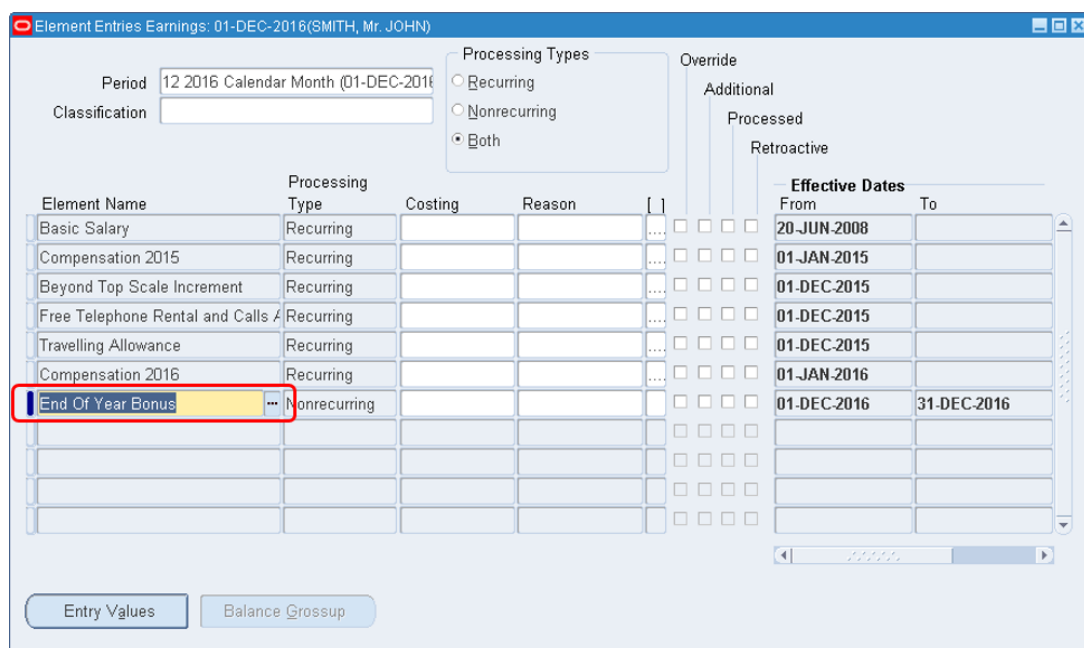 Element Entries Earnings: 01-DEC-2016(SMITH, Mr. JOHN)
Period 12 2016 Calendar Month (01-DEC-2016
Classification
Processing Types
Recurring
Nonrecurring
Both
Override
Additional
Processed
Retroactive
Effective Dates
Element Name Processing Type Costing Reason [ ] From To
Basic Salary Recurring .... 20-JUN-2008
Compensation 2015 Recurring .... 01-JAN-2015
Beyond Top Scale Increment Recurring .... 01-DEC-2015
Free Telephone Rental and Calls A Recurring .... 01-DEC-2015
Travelling Allowance Recurring .... 01-DEC-2015
Compensation 2016 Recurring .... 01-JAN-2016
End Of Year Bonus ... Nonrecurring 01-DEC-2016 31-DEC-2016
Entry Values Balance Grossup